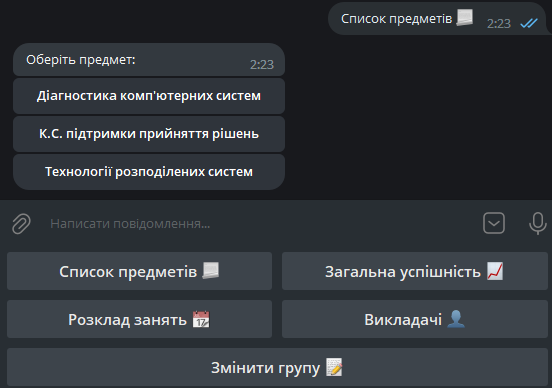 Список предметів
2:23
Оберіть предмет:
2:23
Діагностика комп'ютерних систем
К.С. підтримки прийняття рішень
Технології розподілених систем
Написати повідомлення...
Список предметів
Загальна успішність
Розклад занять
Викладачі
Змінити групу